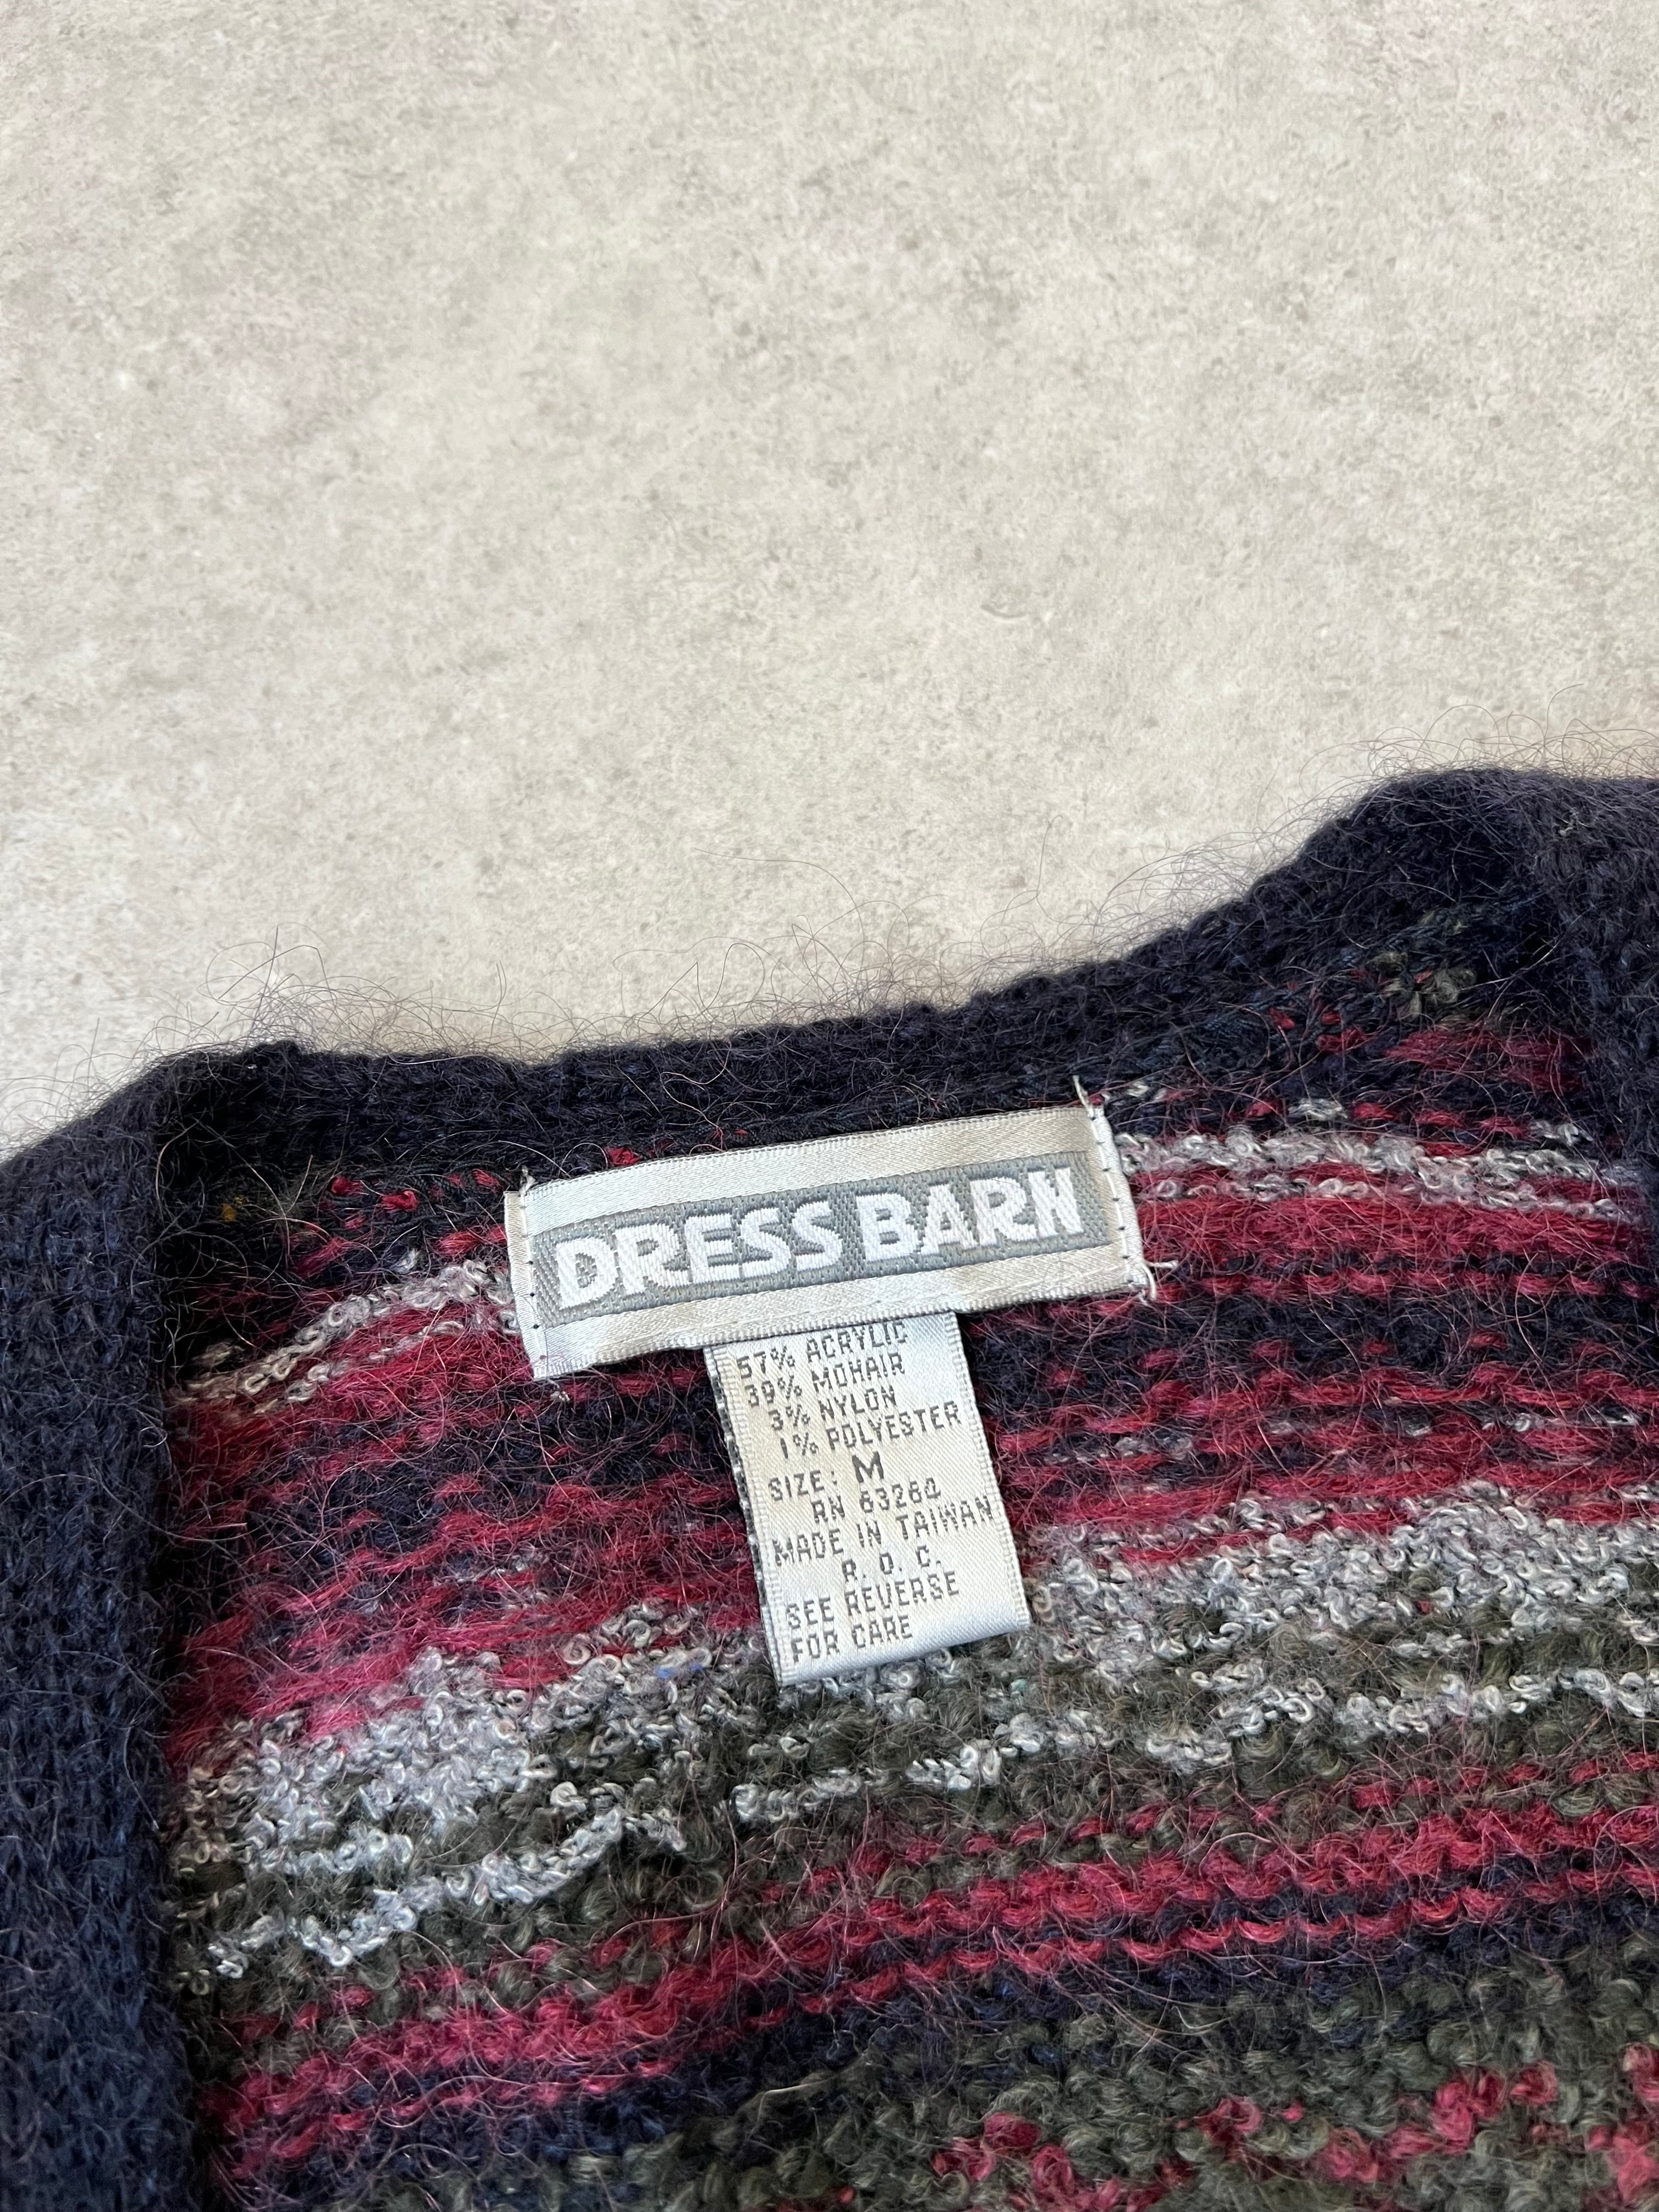 DRESS BARN
57% ACRYLIC
39% MOHAIR
3% NYLON
1% POLYESTER
SIZE: M
RN 63280
MADE IN TAIWAN
R. O. C.
SEE REVERSE
FOR CARE